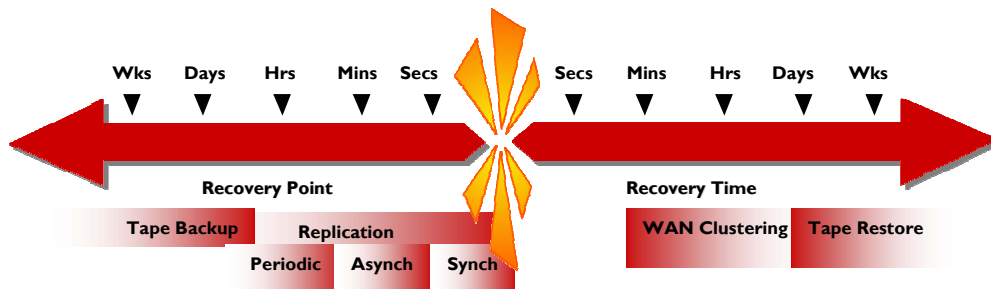 Wks Days Hrs Mins Secs Secs Mins Hrs Days Wks
Recovery Point Recovery Time
Tape Backup Replication WAN Clustering Tape Restore
Periodic Asynch Synch